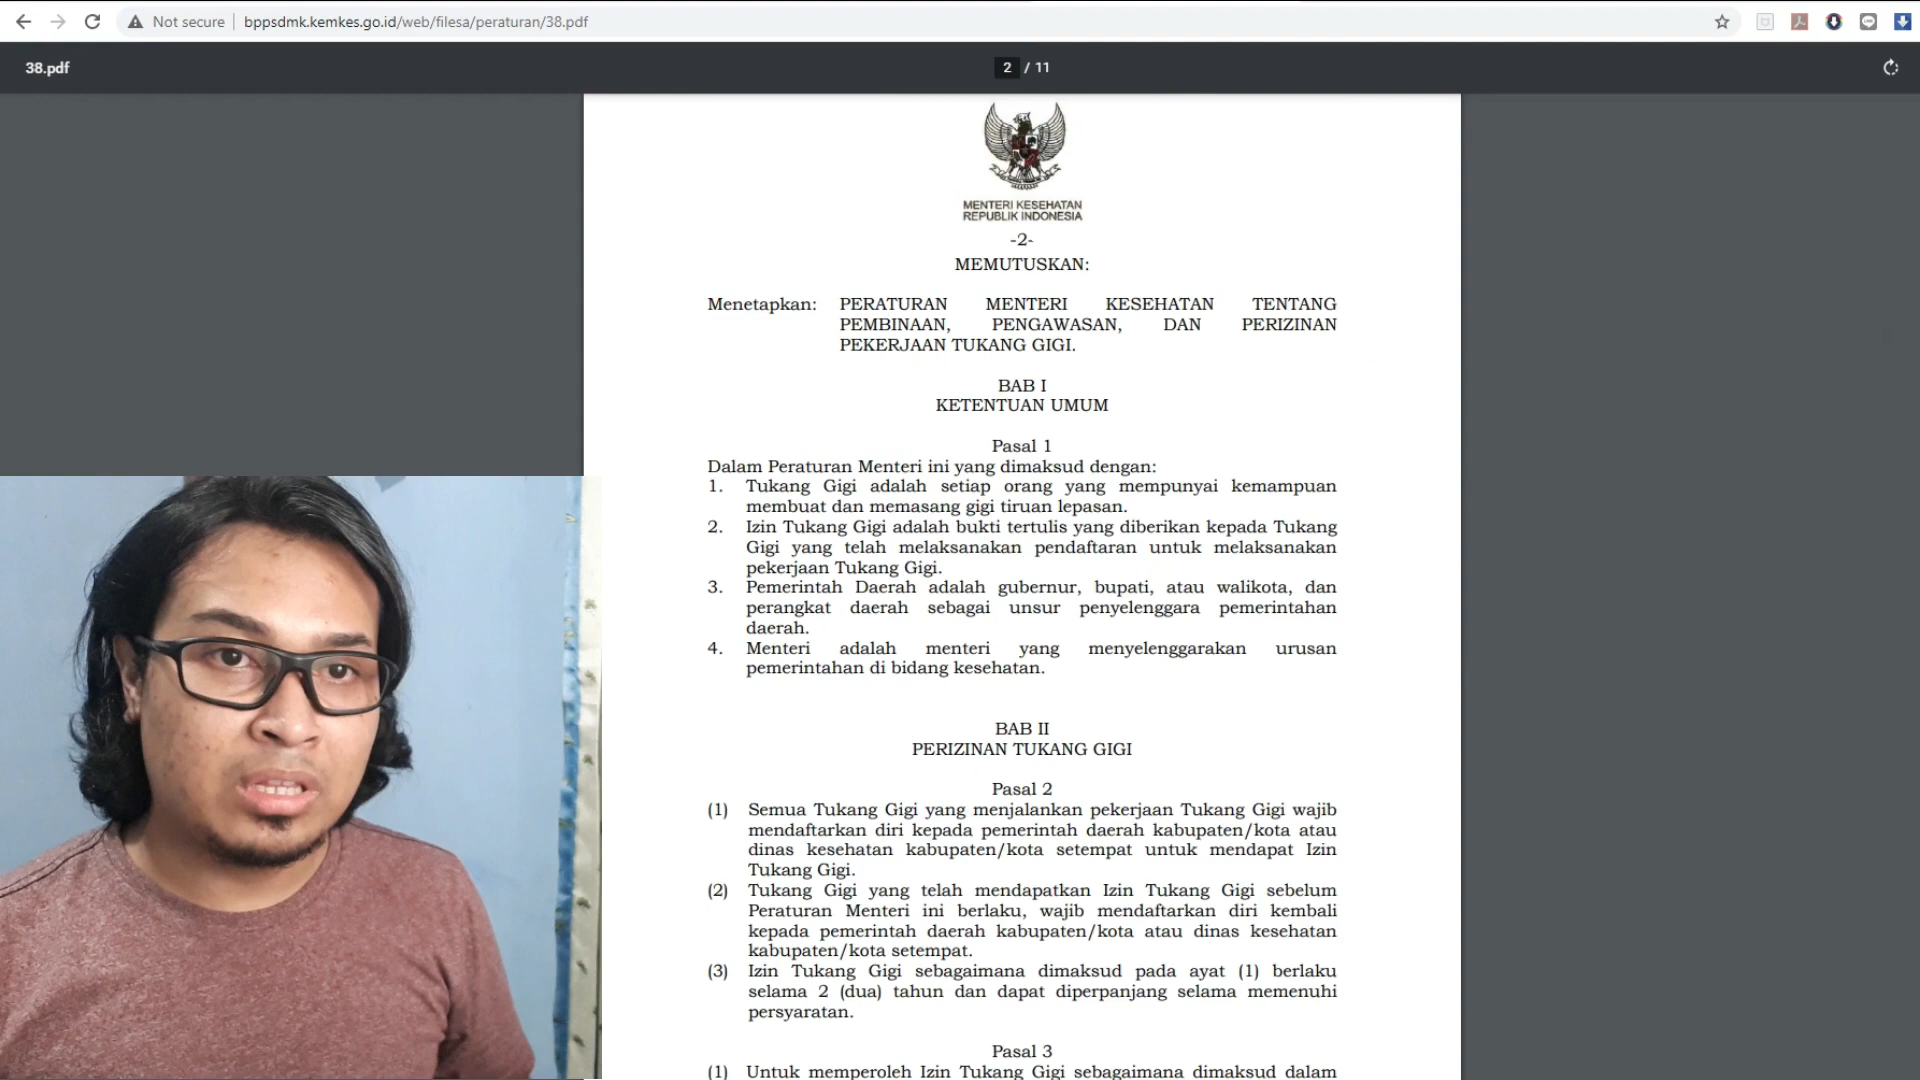 Not secure
bppsdmk.kemkes.go.id/web/filesa/peraturan/38.pdf
38.pdf
2 / 11
MENTERI KESEHATAN
REPUBLIK INDONESIA
-2-
MEMUTUSKAN:
Menetapkan: PERATURAN MENTERI KESEHATAN TENTANG
PEMBINAAN, PENGAWASAN, DAN PERIZINAN
PEKERJAAN TUKANG GIGI.
BAB I
KETENTUAN UMUM
Pasal 1
Dalam Peraturan Menteri ini yang dimaksud dengan:
1. Tukang Gigi adalah setiap orang yang mempunyai kemampuan
membuat dan memasang gigi tiruan lepasan.
2. Izin Tukang Gigi adalah bukti tertulis yang diberikan kepada Tukang
Gigi yang telah melaksanakan pendaftaran untuk melaksanakan
pekerjaan Tukang Gigi.
3. Pemerintah Daerah adalah gubernur, bupati, atau walikota, dan
perangkat daerah sebagai unsur penyelenggara pemerintahan
daerah.
4. Menteri adalah menteri yang menyelenggarakan urusan
pemerintahan di bidang kesehatan.
BAB II
PERIZINAN TUKANG GIGI
Pasal 2
(1) Semua Tukang Gigi yang menjalankan pekerjaan Tukang Gigi wajib
mendaftarkan diri kepada pemerintah daerah kabupaten/kota atau
dinas kesehatan kabupaten/kota setempat untuk mendapat Izin
Tukang Gigi.
(2) Tukang Gigi yang telah mendapatkan Izin Tukang Gigi sebelum
Peraturan Menteri ini berlaku, wajib mendaftarkan diri kembali
kepada pemerintah daerah kabupaten/kota atau dinas kesehatan
kabupaten/kota setempat.
(3) Izin Tukang Gigi sebagaimana dimaksud pada ayat (1) berlaku
selama 2 (dua) tahun dan dapat diperpanjang selama memenuhi
persyaratan.
Pasal 3
(1) Untuk memperoleh Izin Tukang Gigi sebagaimana dimaksud dalam